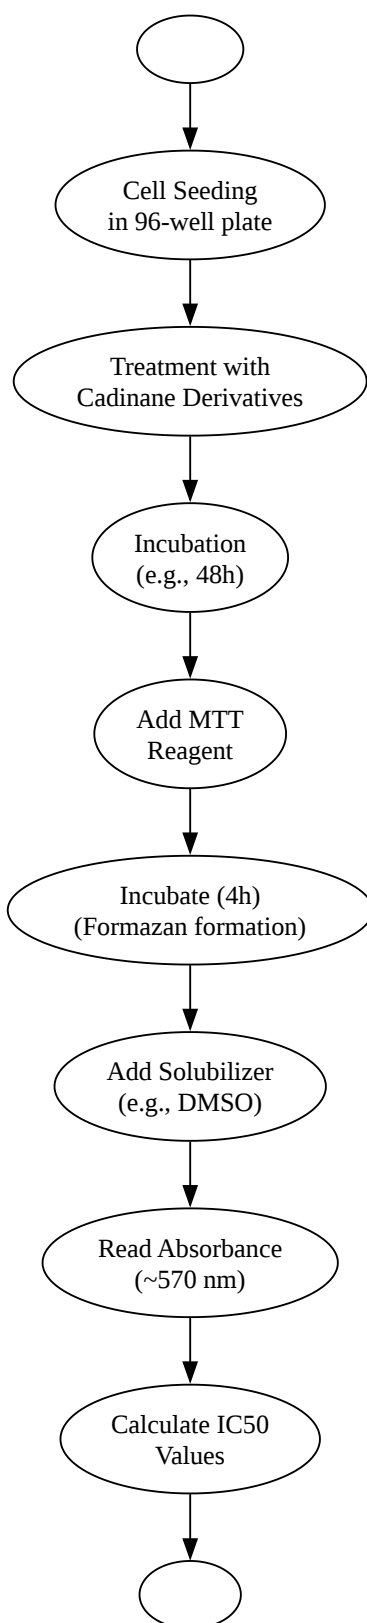 Cell Seeding
in 96-well plate
Treatment with
Cadinane Derivatives
Incubation
(e.g., 48h)
Add MTT
Reagent
Incubate (4h)
(Formazan formation)
Add Solubilizer
(e.g., DMSO)
Read Absorbance
(~570 nm)
Calculate IC50
Values